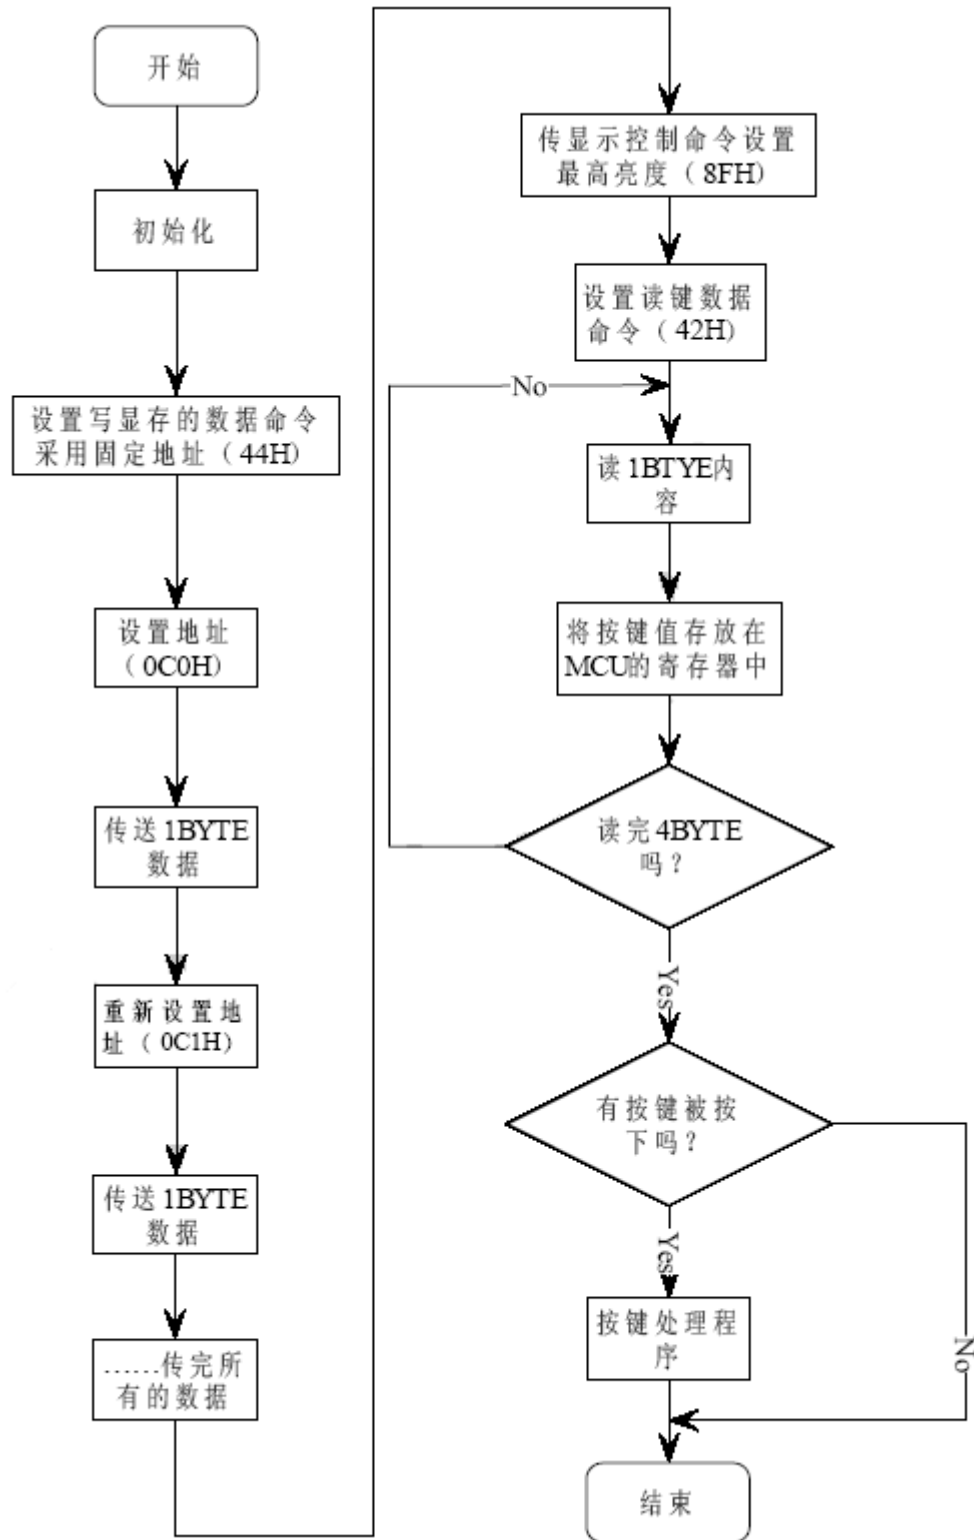 开始
初始化
设置写显存的数据命令
采用固定地址（44H）
设置地址
（0C0H）
传送1BYTE
数据
重新设置地
址（0C1H）
传送1BYTE
数据
……传完所
有的数据
传显示控制命令设置
最高亮度（8FH）
设置读键数据
命令（42H）
No
读1BTYE内
容
将按键值存放在
MCU的寄存器中
读完4BYTE
吗？
Yes
有按键被按
下吗？
Yes
按键处理程
序
No
结束